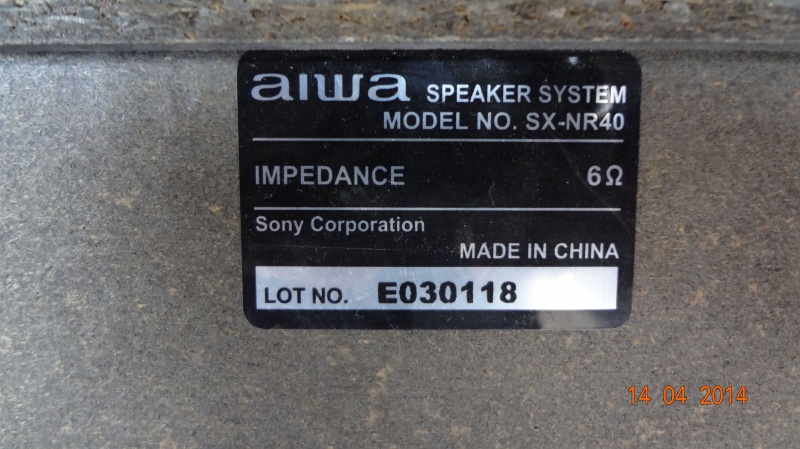 aiwa SPEAKER SYSTEM
MODEL NO. SX-NR40
IMPEDANCE 6Ω
Sony Corporation
MADE IN CHINA
LOT NO. E030118
14 04 2014